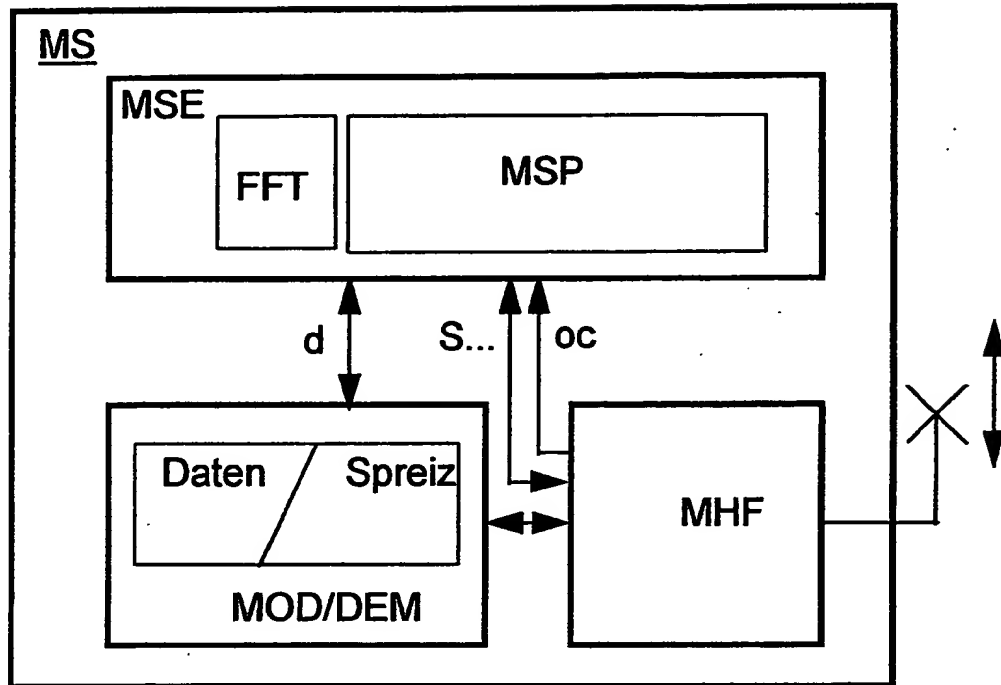 MS
MSE
FFT
MSP
d
S...
oc
Daten
Spreiz
MHF
MOD/DEM